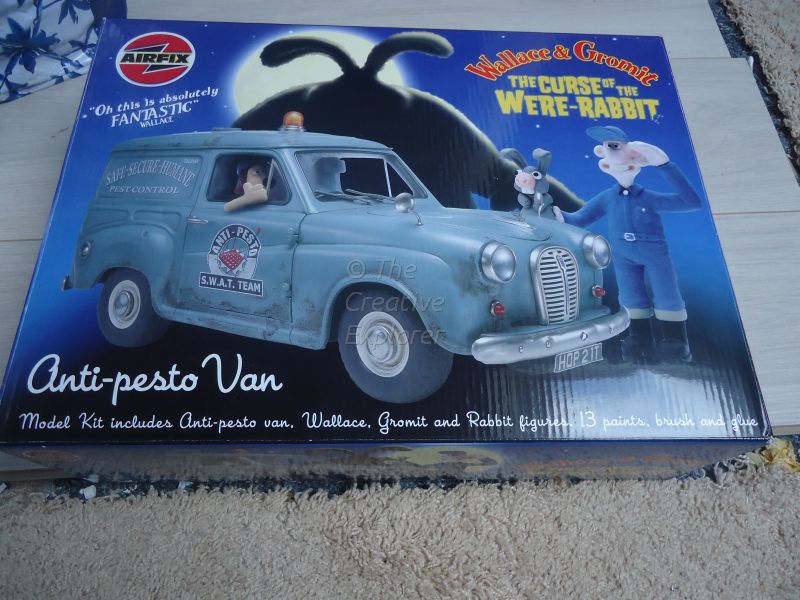 AIRFIX
"Oh this is absolutely
FANTASTIC"
WALLACE
Wallace & Gromit
THE CURSE OF THE
WERE-RABBIT
SAFE·SECURE·HUMANE
PEST CONTROL
ANTI-PESTO
S.W.A.T. TEAM
© The
Creative
Explorer
HOP 21T
Anti-pesto Van
Model Kit includes Anti-pesto van, Wallace, Gromit and Rabbit figures, 13 paints, brush and glue